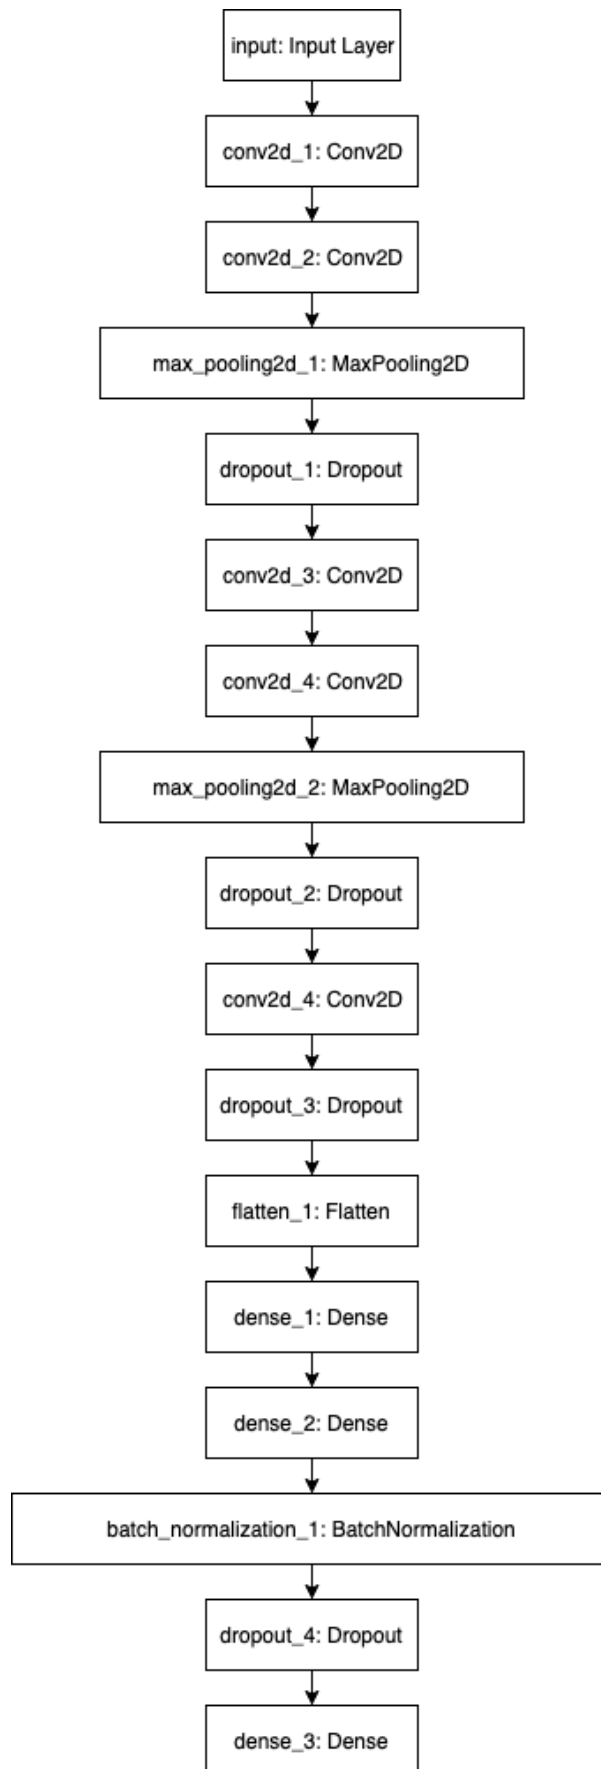 input: Input Layer
conv2d_1: Conv2D
conv2d_2: Conv2D
max_pooling2d_1: MaxPooling2D
dropout_1: Dropout
conv2d_3: Conv2D
conv2d_4: Conv2D
max_pooling2d_2: MaxPooling2D
dropout_2: Dropout
conv2d_4: Conv2D
dropout_3: Dropout
flatten_1: Flatten
dense_1: Dense
dense_2: Dense
batch_normalization_1: BatchNormalization
dropout_4: Dropout
dense_3: Dense